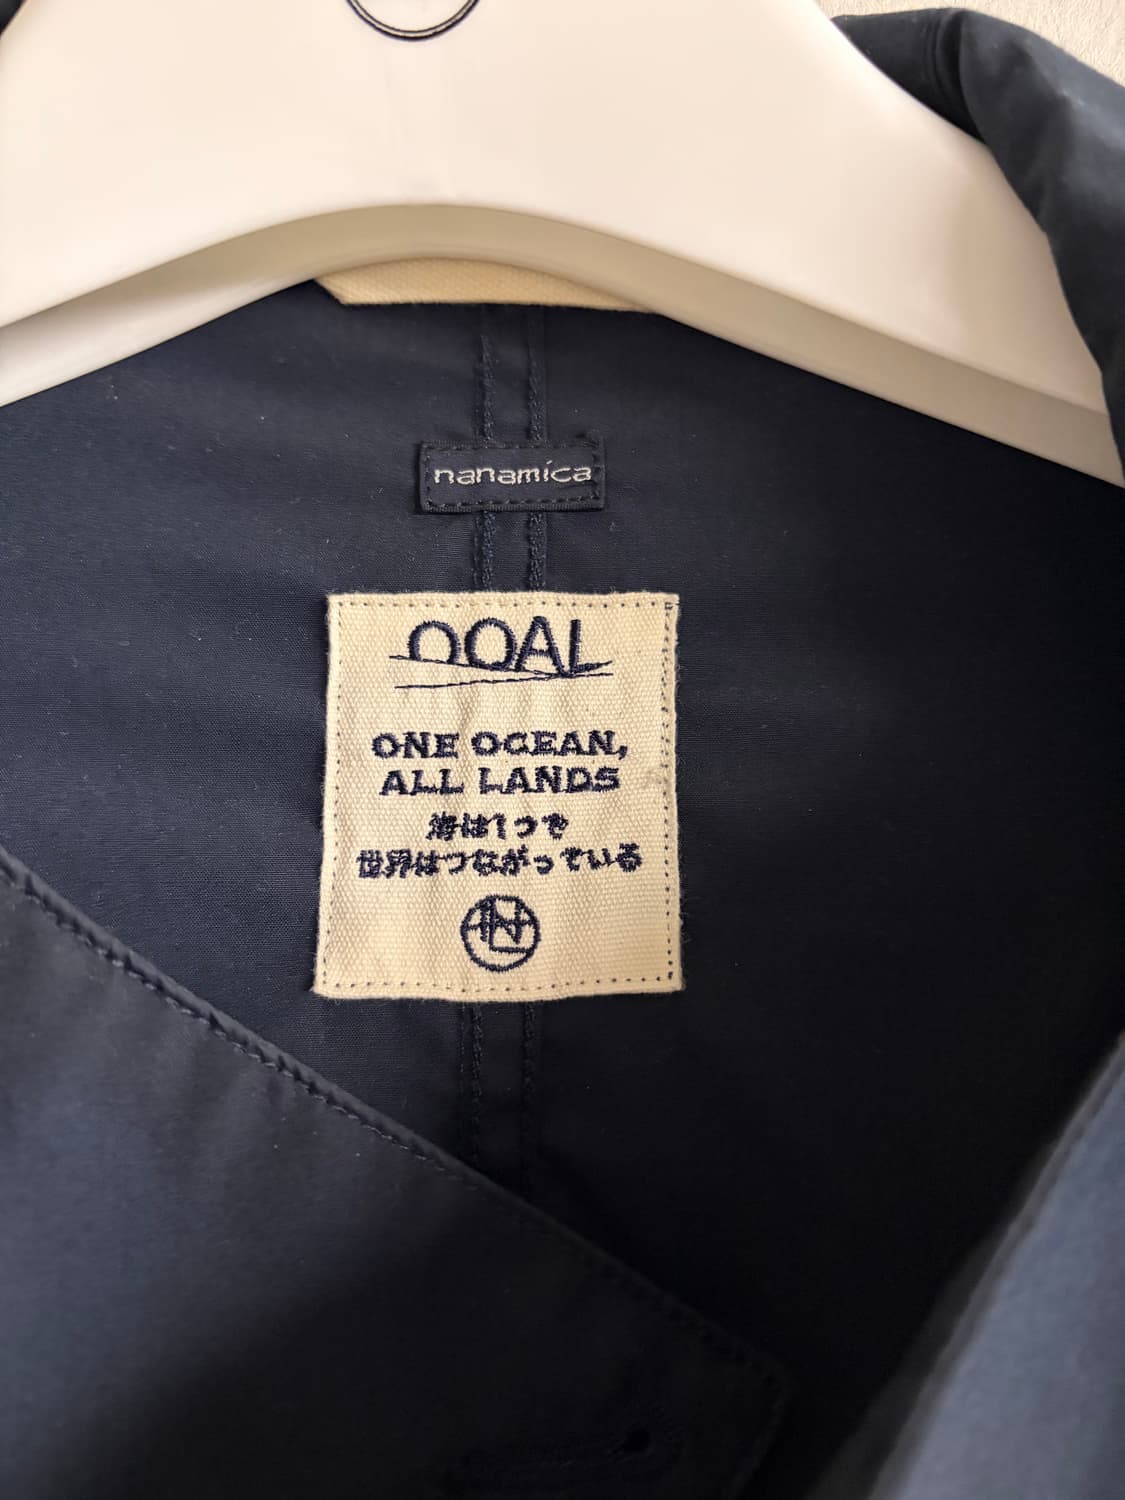 nanamica
OOAL
ONE OCEAN,
ALL LANDS
海は1つで
世界はつながっている